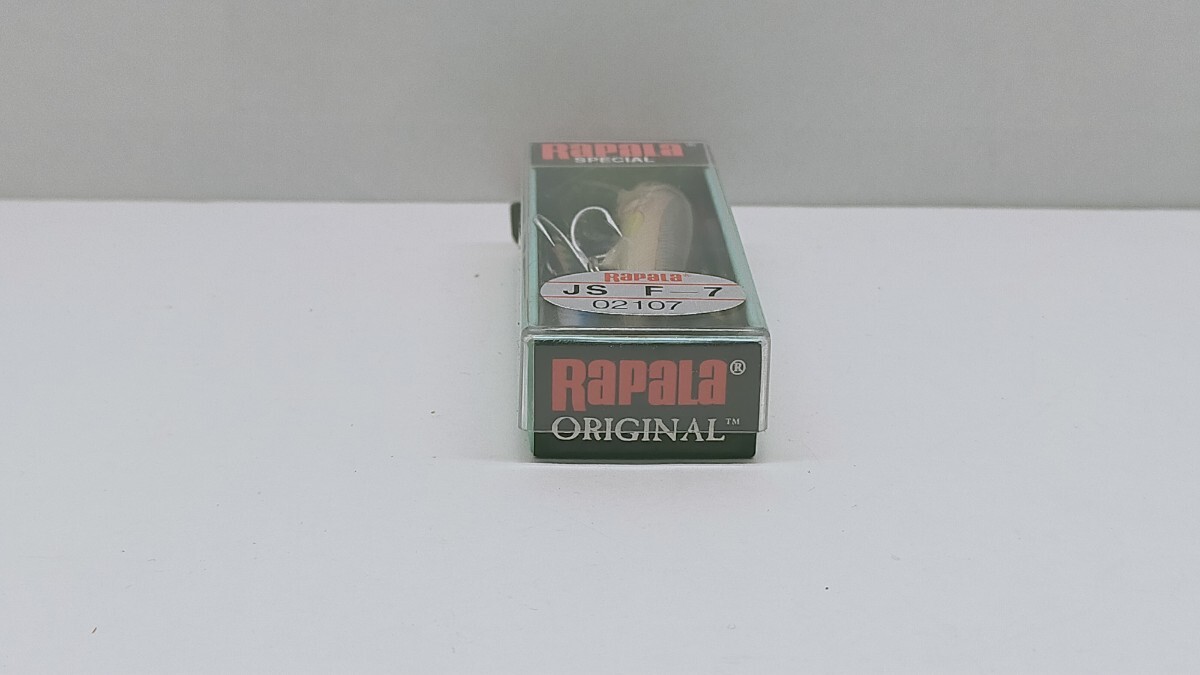 RAPALA
SPECIAL
RAPALA®
JS F-7
02107
RAPALA®
ORIGINAL™